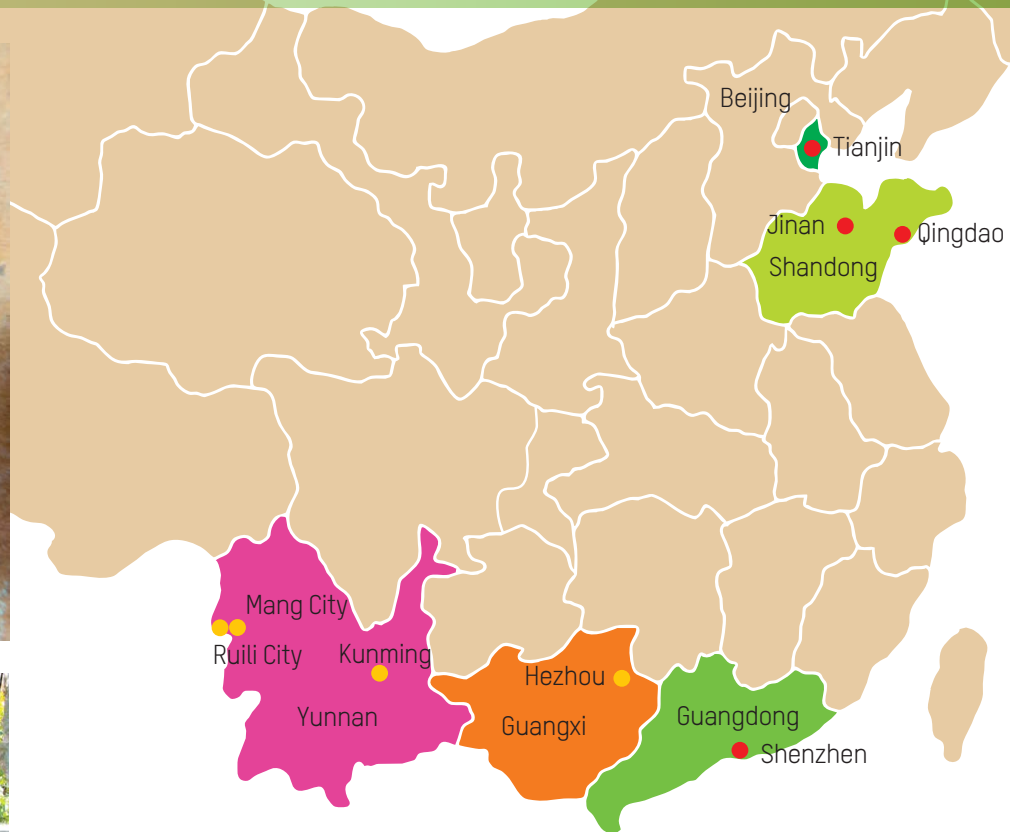 Beijing
Tianjin
Jinan
Qingdao
Shandong
Mang City
Ruili City
Kunming
Hezhou
Yunnan
Guangxi
Guangdong
Shenzhen